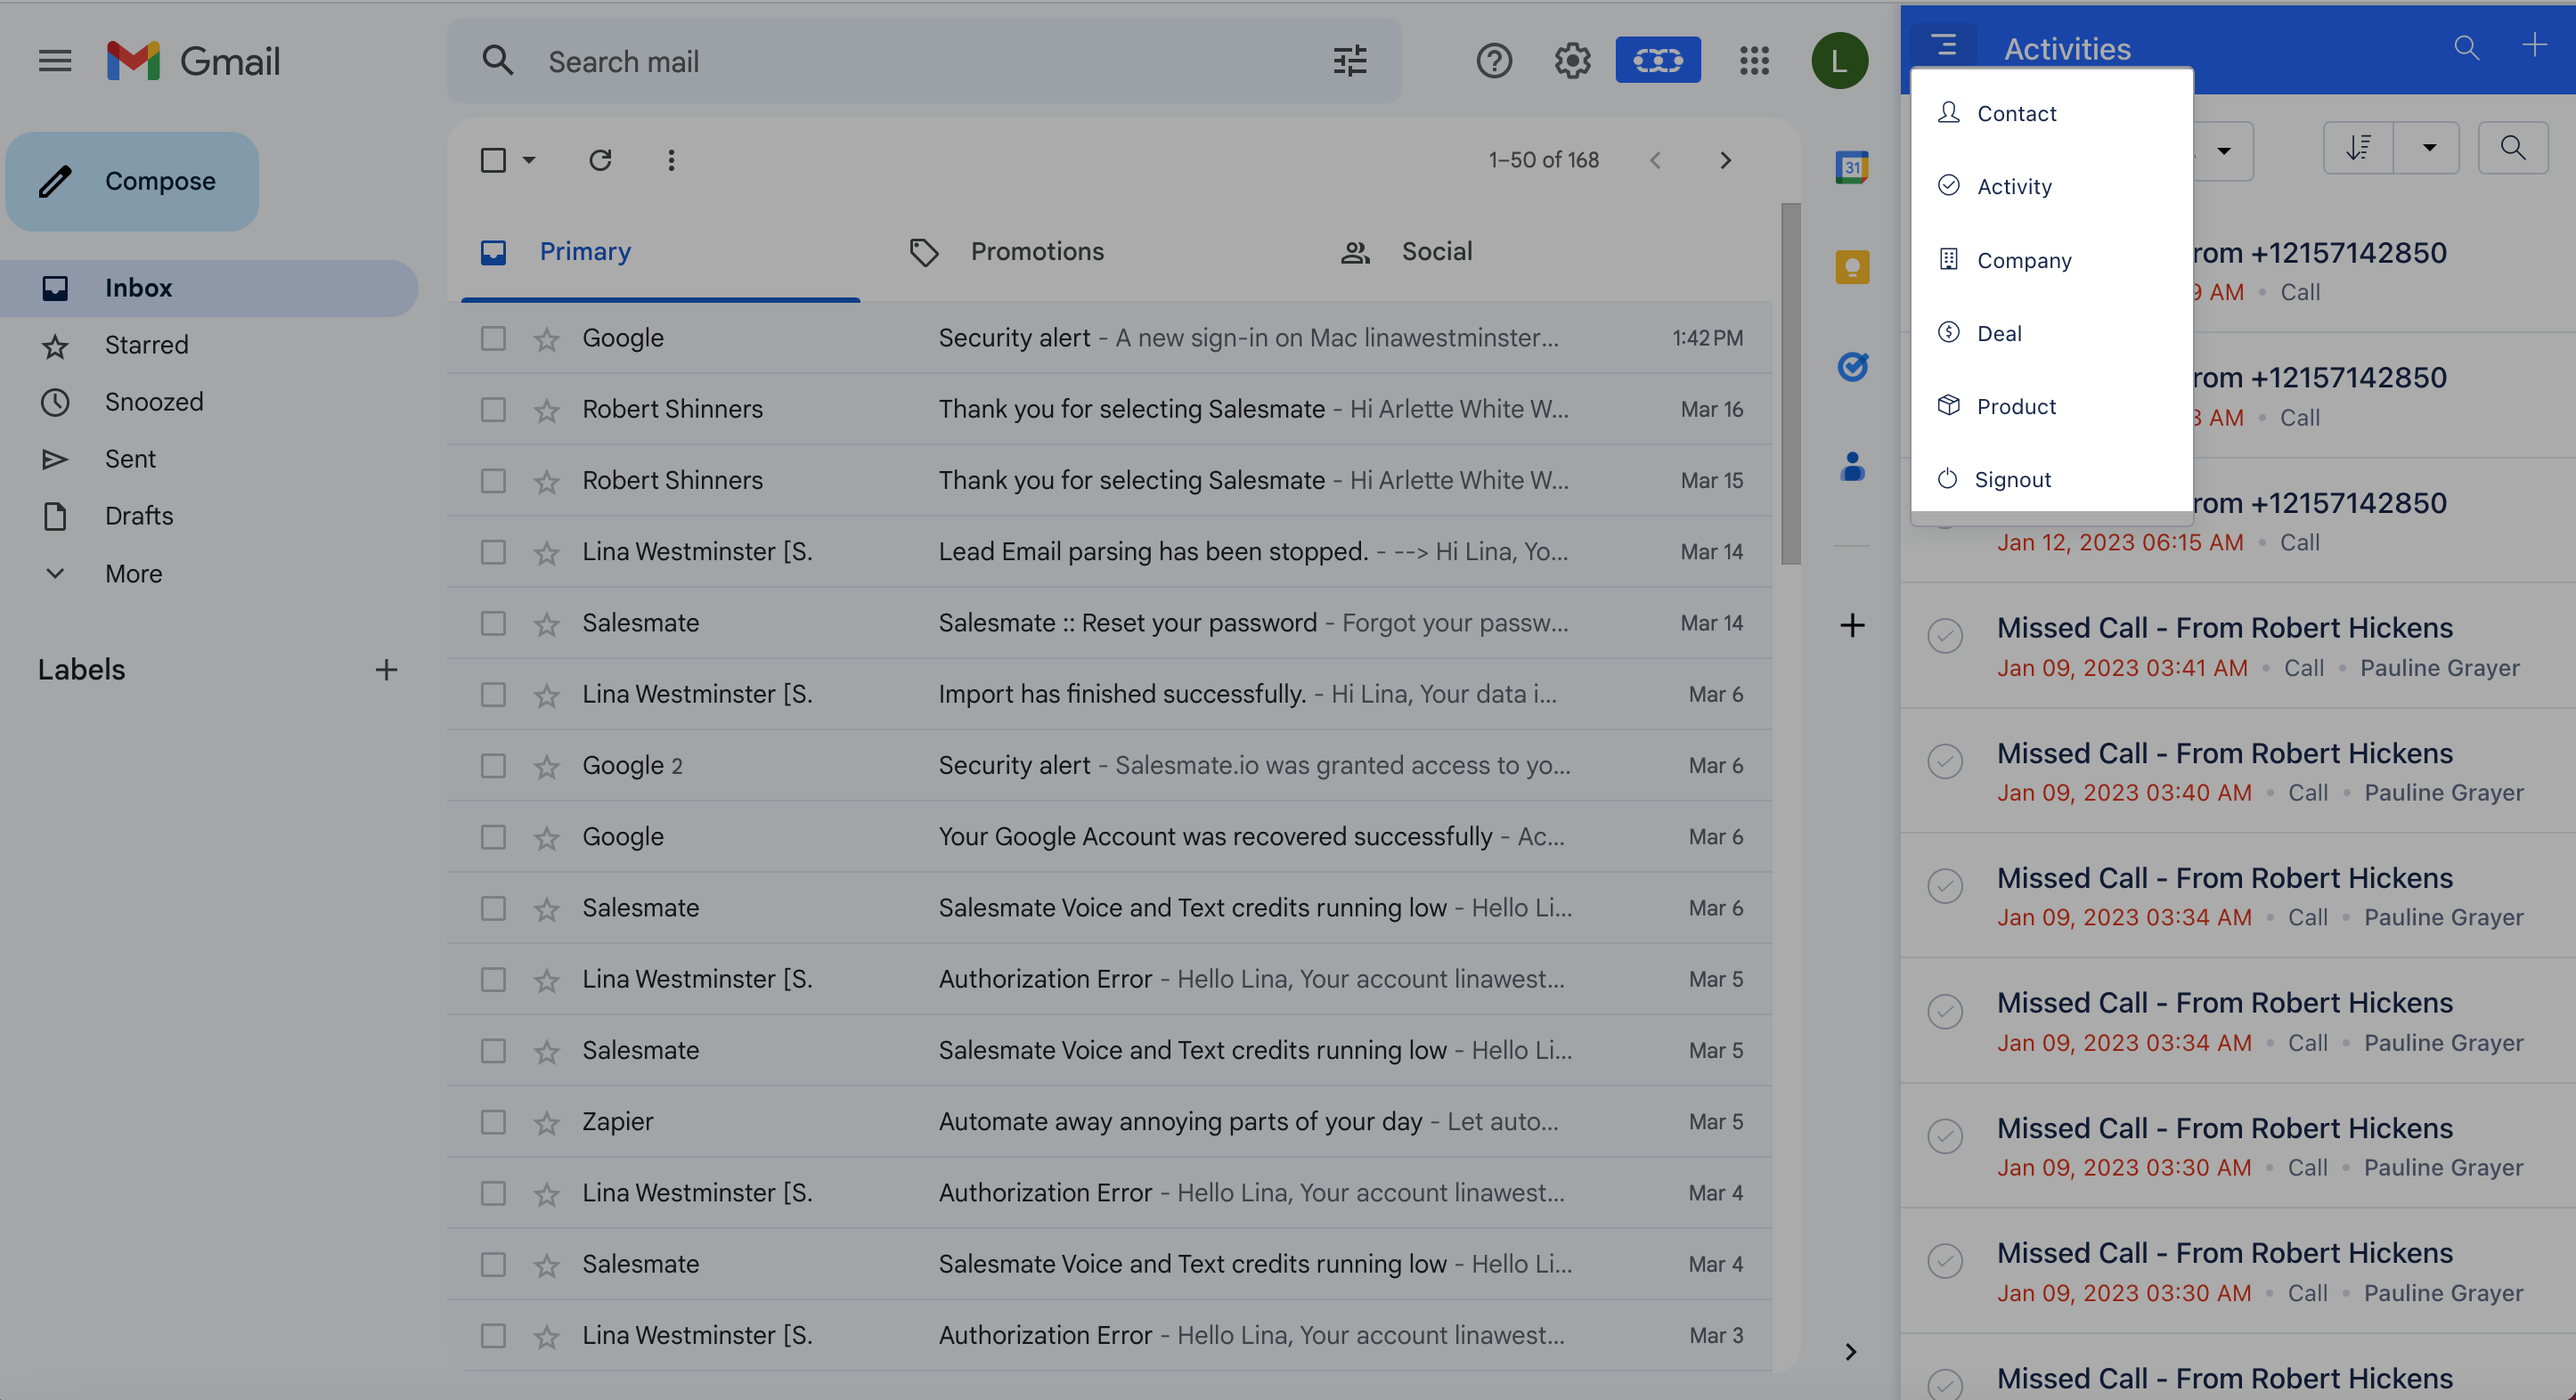 Gmail
Search mail
L
Activities
Compose
1–50 of 168
31
Inbox
Starred
Snoozed
Sent
Drafts
More
Labels
Primary
Promotions
Social
Google Security alert - A new sign-in on Mac linawestminster... 1:42 PM
Robert Shinners Thank you for selecting Salesmate - Hi Arlette White W... Mar 16
Robert Shinners Thank you for selecting Salesmate - Hi Arlette White W... Mar 15
Lina Westminster [S. Lead Email parsing has been stopped. - --> Hi Lina, Yo... Mar 14
Salesmate Salesmate :: Reset your password - Forgot your passw... Mar 14
Lina Westminster [S. Import has finished successfully. - Hi Lina, Your data i... Mar 6
Google 2 Security alert - Salesmate.io was granted access to yo... Mar 6
Google Your Google Account was recovered successfully - Ac... Mar 6
Salesmate Salesmate Voice and Text credits running low - Hello Li... Mar 6
Lina Westminster [S. Authorization Error - Hello Lina, Your account linawest... Mar 5
Salesmate Salesmate Voice and Text credits running low - Hello Li... Mar 5
Zapier Automate away annoying parts of your day - Let auto... Mar 5
Lina Westminster [S. Authorization Error - Hello Lina, Your account linawest... Mar 4
Salesmate Salesmate Voice and Text credits running low - Hello Li... Mar 4
Lina Westminster [S. Authorization Error - Hello Lina, Your account linawest... Mar 3
Contact
Activity
Company
Deal
Product
Signout
rom +12157142850
9 AM • Call
rom +12157142850
3 AM • Call
rom +12157142850
Jan 12, 2023 06:15 AM • Call
Missed Call - From Robert Hickens
Jan 09, 2023 03:41 AM • Call • Pauline Grayer
Missed Call - From Robert Hickens
Jan 09, 2023 03:40 AM • Call • Pauline Grayer
Missed Call - From Robert Hickens
Jan 09, 2023 03:34 AM • Call • Pauline Grayer
Missed Call - From Robert Hickens
Jan 09, 2023 03:34 AM • Call • Pauline Grayer
Missed Call - From Robert Hickens
Jan 09, 2023 03:30 AM • Call • Pauline Grayer
Missed Call - From Robert Hickens
Jan 09, 2023 03:30 AM • Call • Pauline Grayer
Missed Call - From Robert Hickens